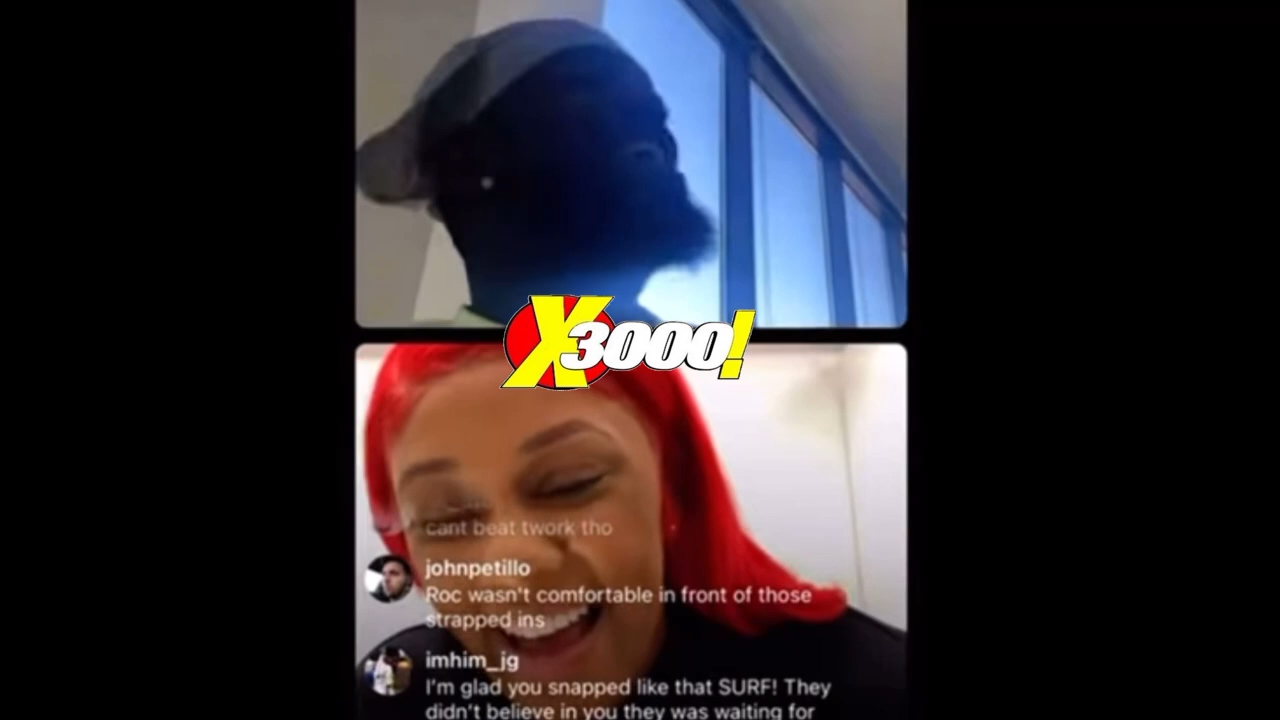 X3000!
cant beat twork tho
johnpetillo
Roc wasn't comfortable in front of those
strapped ins
imhim_jg
I'm glad you snapped like that SURF! They
didn't believe in you they was waiting for